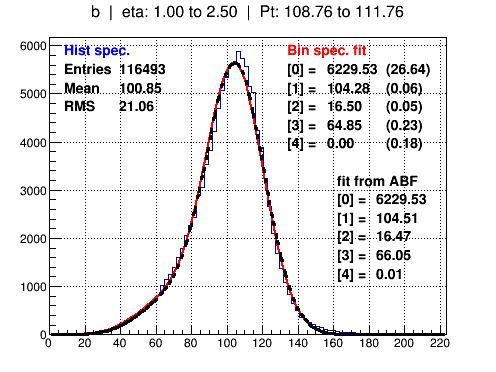 b | eta: 1.00 to 2.50 | Pt: 108.76 to 111.76
Hist spec.
Entries 116493
Mean 100.85
RMS 21.06
Bin spec. fit
[0] = 6229.53 (26.64)
[1] = 104.28 (0.06)
[2] = 16.50 (0.05)
[3] = 64.85 (0.23)
[4] = 0.00 (0.18)
fit from ABF
[0] = 6229.53
[1] = 104.51
[2] = 16.47
[3] = 66.05
[4] = 0.01
6000
5000
4000
3000
2000
1000
0
0 20 40 60 80 100 120 140 160 180 200 220